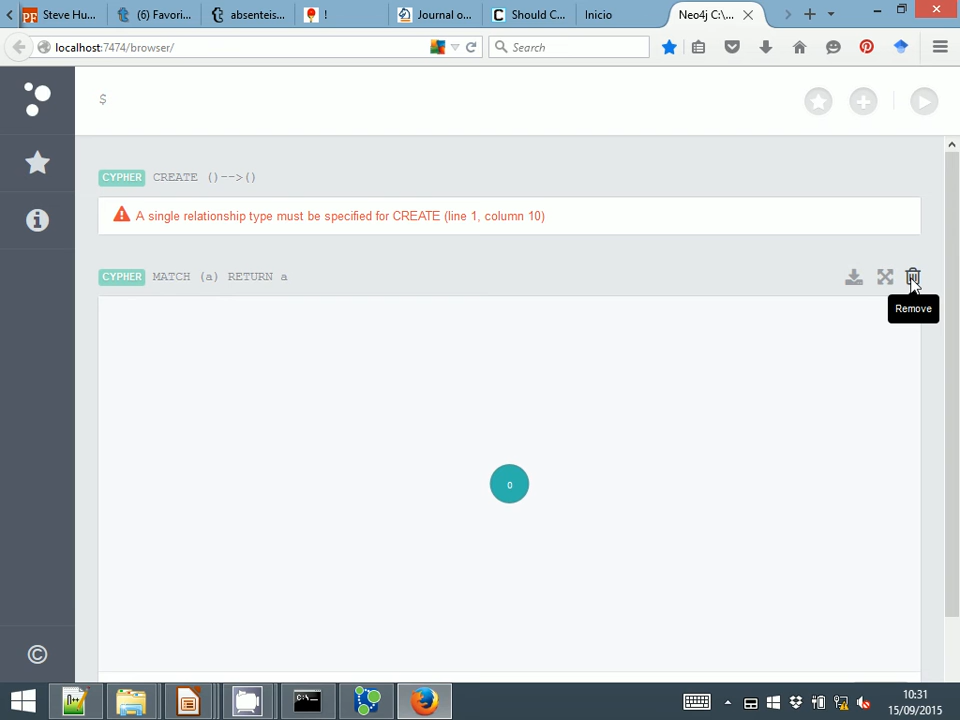 Steve Hu...
(6) Favori...
absenteis...
!
Journal o...
Should C...
Inicio
Neo4j C:\...
localhost:7474/browser/
Search
$
CYPHER CREATE ()-->()
A single relationship type must be specified for CREATE (line 1, column 10)
CYPHER MATCH (a) RETURN a
Remove
0
10:31
15/09/2015